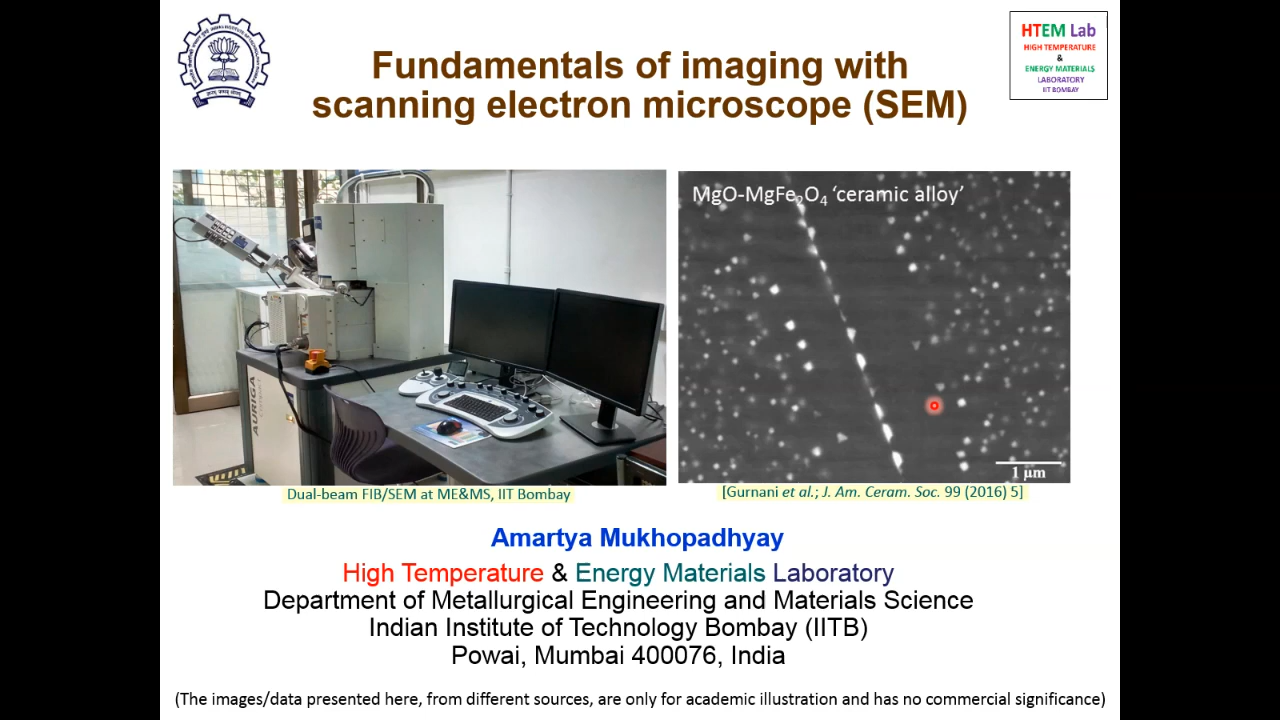 Fundamentals of imaging with
scanning electron microscope (SEM)
HTEM Lab
HIGH TEMPERATURE
&
ENERGY MATERIALS
LABORATORY
IIT BOMBAY
AURIGA
MgO-MgFe₂O₄ ‘ceramic alloy’
1 µm
Dual-beam FIB/SEM at ME&MS, IIT Bombay
[Gurnani et al.; J. Am. Ceram. Soc. 99 (2016) 5]
Amartya Mukhopadhyay
High Temperature & Energy Materials Laboratory
Department of Metallurgical Engineering and Materials Science
Indian Institute of Technology Bombay (IITB)
Powai, Mumbai 400076, India
(The images/data presented here, from different sources, are only for academic illustration and has no commercial significance)